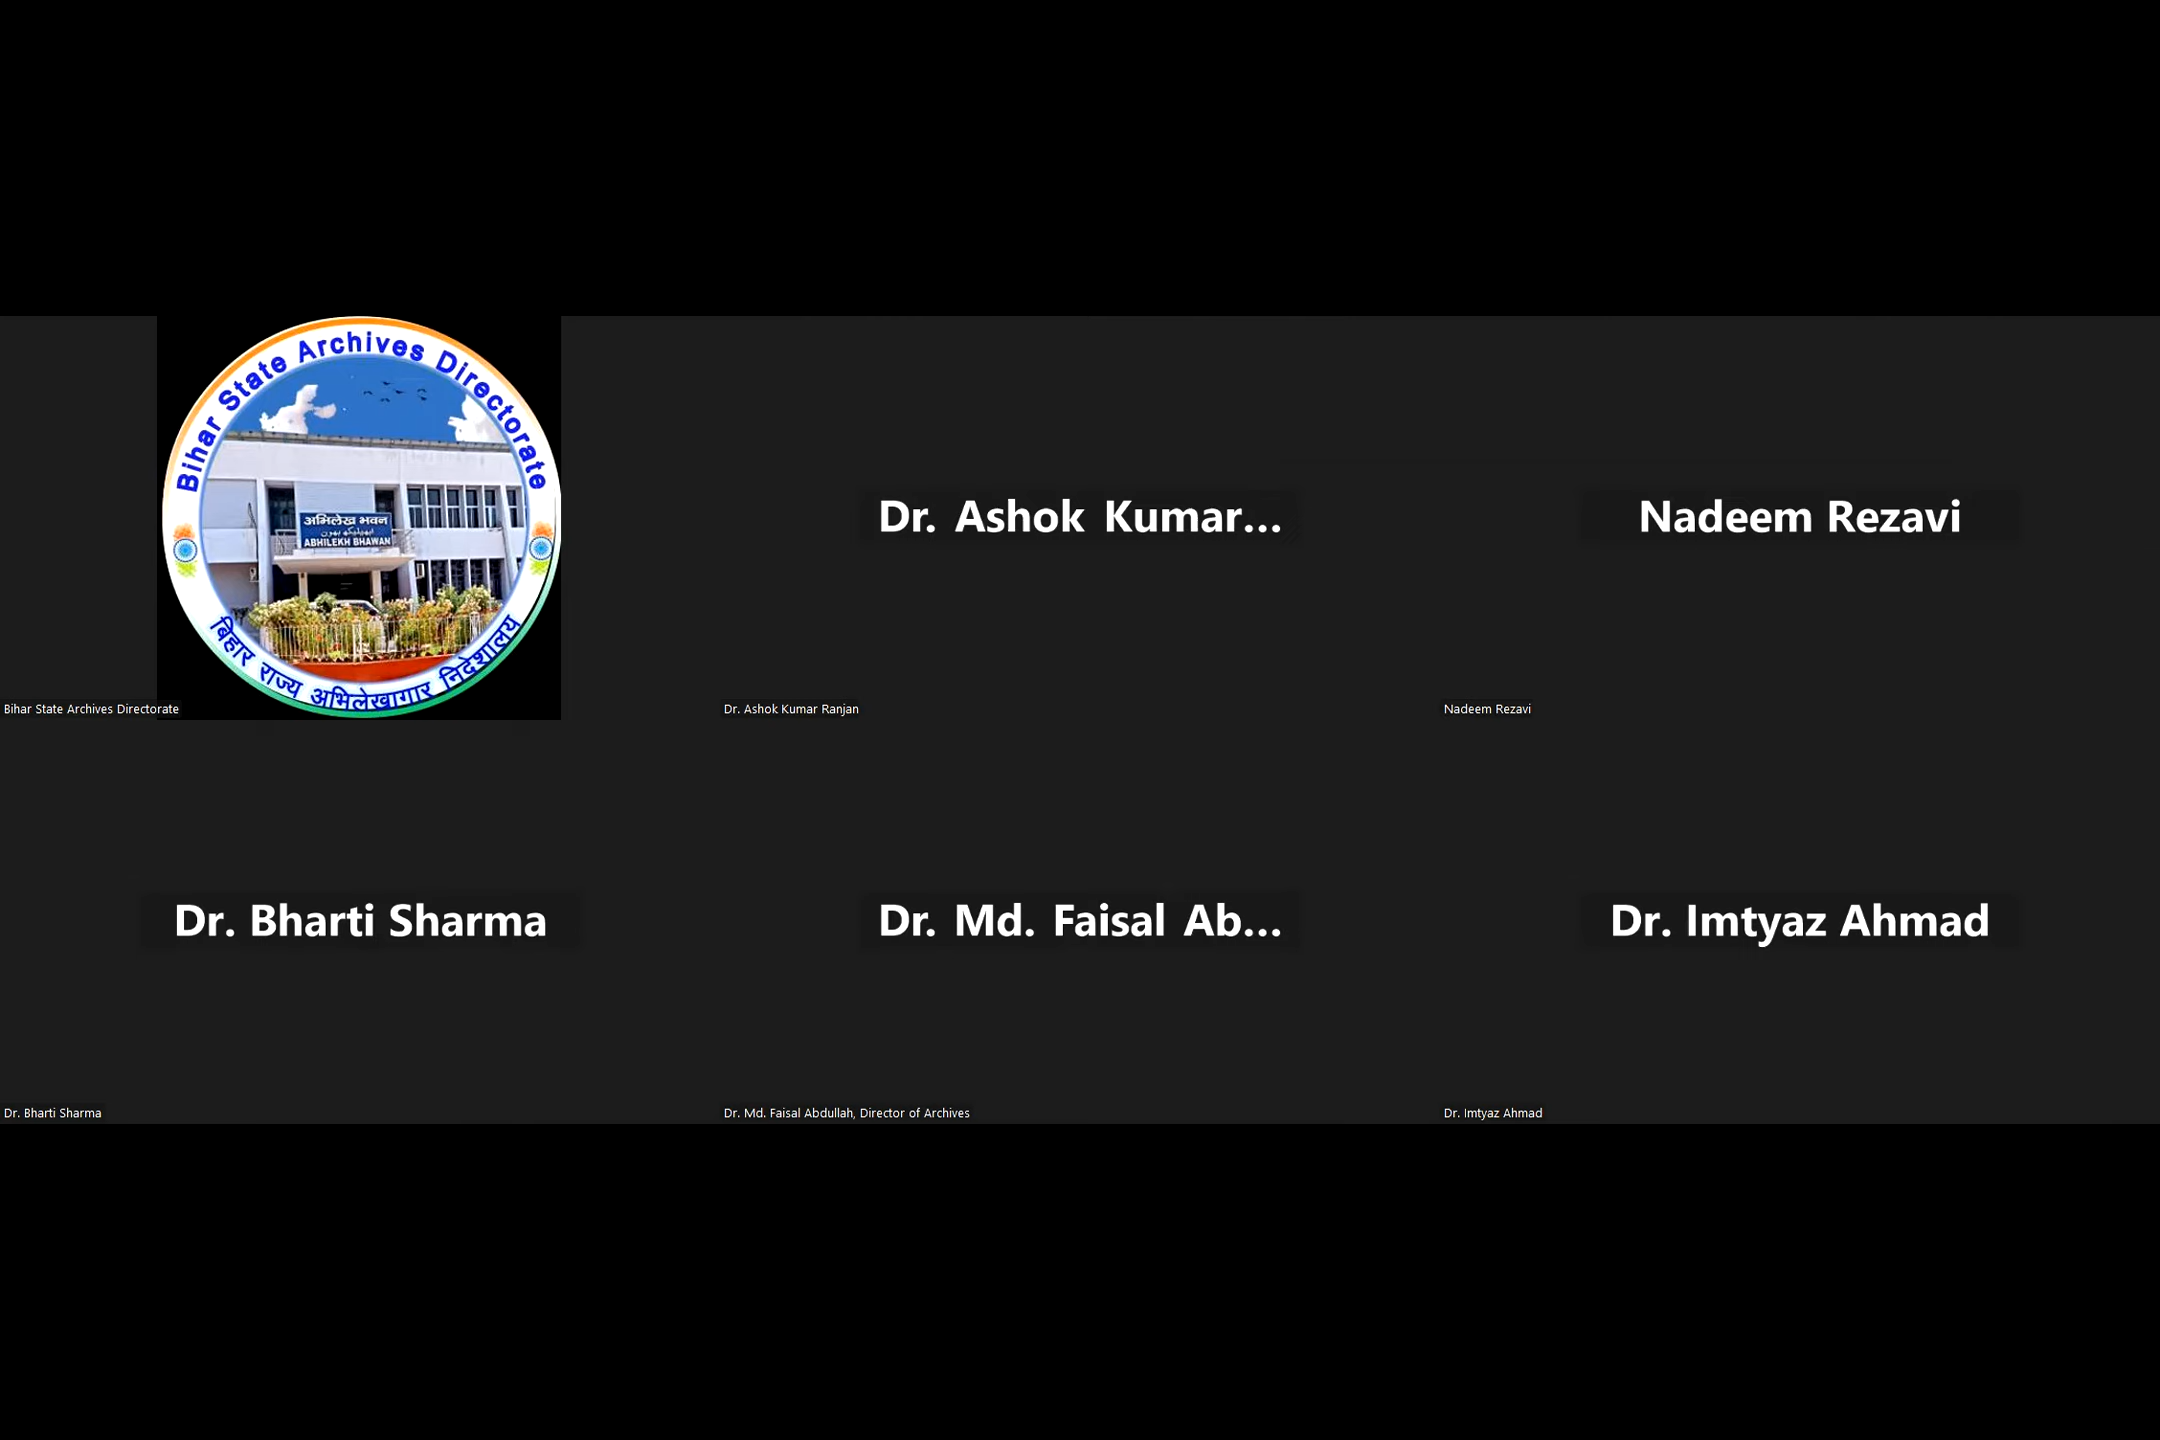 Bihar State Archives Directorate
अभिलेख भवन
ABHILEKH BHAWAN
बिहार राज्य अभिलेखागार निदेशालय
Bihar State Archives Directorate
Dr. Ashok Kumar...
Dr. Ashok Kumar Ranjan
Nadeem Rezavi
Nadeem Rezavi
Dr. Bharti Sharma
Dr. Bharti Sharma
Dr. Md. Faisal Ab...
Dr. Md. Faisal Abdullah, Director of Archives
Dr. Imtyaz Ahmad
Dr. Imtyaz Ahmad